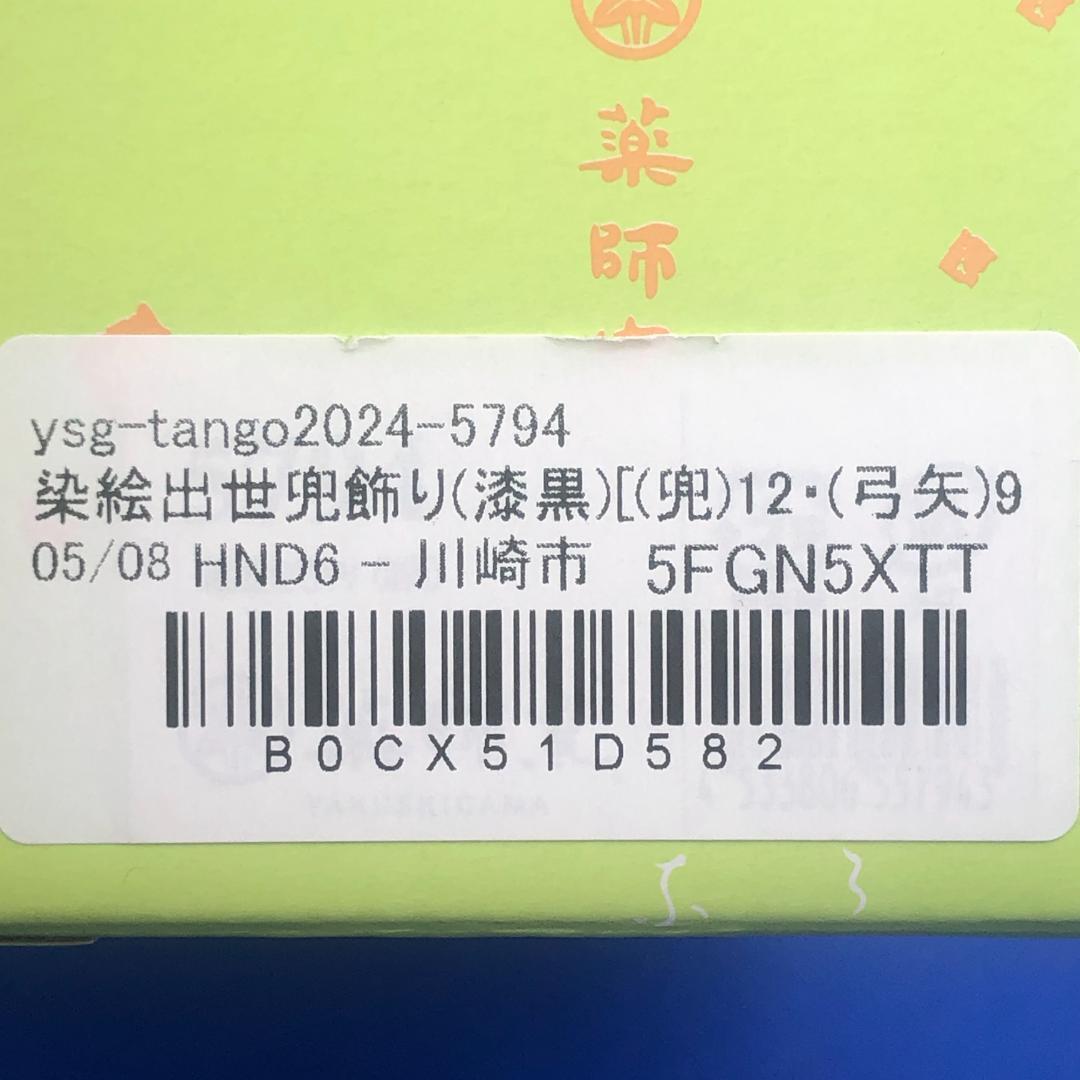 薬師
ysg-tango2024-5794
染絵出世兜飾り(漆黒)[(兜)12・(弓矢)9
05/08 HND6 - 川崎市 5FGN5XTT
B0CX51D582